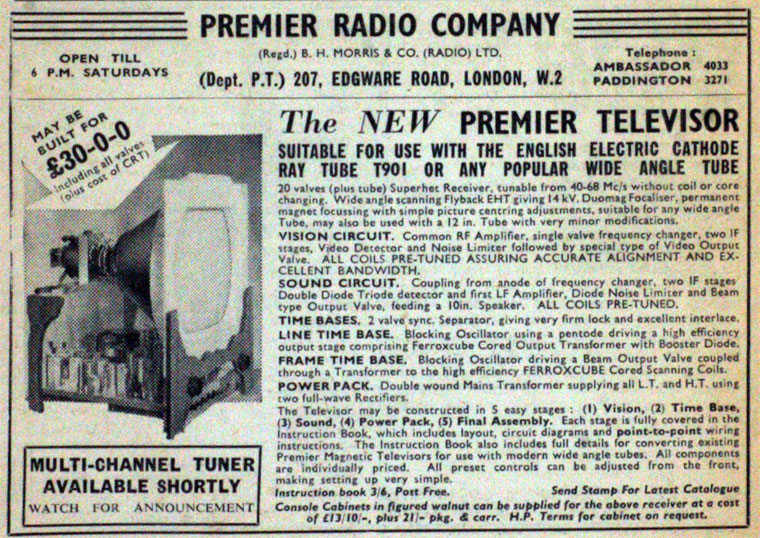 PREMIER RADIO COMPANY
OPEN TILL
6 P.M. SATURDAYS
(Regd.) B. H. MORRIS & CO. (RADIO) LTD.
(Dept. P.T.) 207, EDGWARE ROAD, LONDON, W.2
Telephone :
AMBASSADOR 4033
PADDINGTON 3271
MAY BE
BUILT FOR
£30-0-0
including all valves
(plus cost of CRT)
MULTI-CHANNEL TUNER
AVAILABLE SHORTLY
WATCH FOR ANNOUNCEMENT
The NEW PREMIER TELEVISOR
SUITABLE FOR USE WITH THE ENGLISH ELECTRIC CATHODE
RAY TUBE T901 OR ANY POPULAR WIDE ANGLE TUBE
20 valves (plus tube) Superhet Receiver, tunable from 40-68 Mc/s without coil or core
changing. Wide angle scanning Flyback EHT giving 14 kV. Duomag Focaliser, permanent
magnet focussing with simple picture centring adjustments, suitable for any wide angle
Tube, may also be used with a 12 in. Tube with very minor modifications.
VISION CIRCUIT. Common RF Amplifier, single valve frequency changer, two IF
stages, Video Detector and Noise Limiter followed by special type of Video Output
Valve. ALL COILS PRE-TUNED ASSURING ACCURATE ALIGNMENT AND EX-
CELLENT BANDWIDTH.
SOUND CIRCUIT. Coupling from anode of frequency changer, two IF stages
Double Diode Triode detector and first LF Amplifier, Diode Noise Limiter and Beam
type Output Valve, feeding a 10in. Speaker. ALL COILS PRE-TUNED.
TIME BASES. 2 valve sync. Separator, giving very firm lock and excellent interlace.
LINE TIME BASE. Blocking Oscillator using a pentode driving a high efficiency
output stage comprising Ferroxcube Cored Output Transformer with Booster Diode.
FRAME TIME BASE. Blocking Oscillator driving a Beam Output Valve coupled
through a Transformer to the high efficiency FERROXCUBE Cored Scanning Coils.
POWER PACK. Double wound Mains Transformer supplying all L.T. and H.T. using
two full-wave Rectifiers.
The Televisor may be constructed in 5 easy stages : (1) Vision, (2) Time Base,
(3) Sound, (4) Power Pack, (5) Final Assembly. Each stage is fully covered in the
Instruction Book, which includes layout, circuit diagrams and point-to-point wiring
instructions. The Instruction Book also includes full details for converting existing
Premier Magnetic Televisors for use with modern wide angle tubes. All components
are individually priced. All preset controls can be adjusted from the front,
making setting up very simple.
Instruction book 3/6, Post Free. Send Stamp For Latest Catalogue
Console Cabinets in figured walnut can be supplied for the above receiver at a cost
of £13/10/-, plus 21/- pkg. & carr. H.P. Terms for cabinet on request.